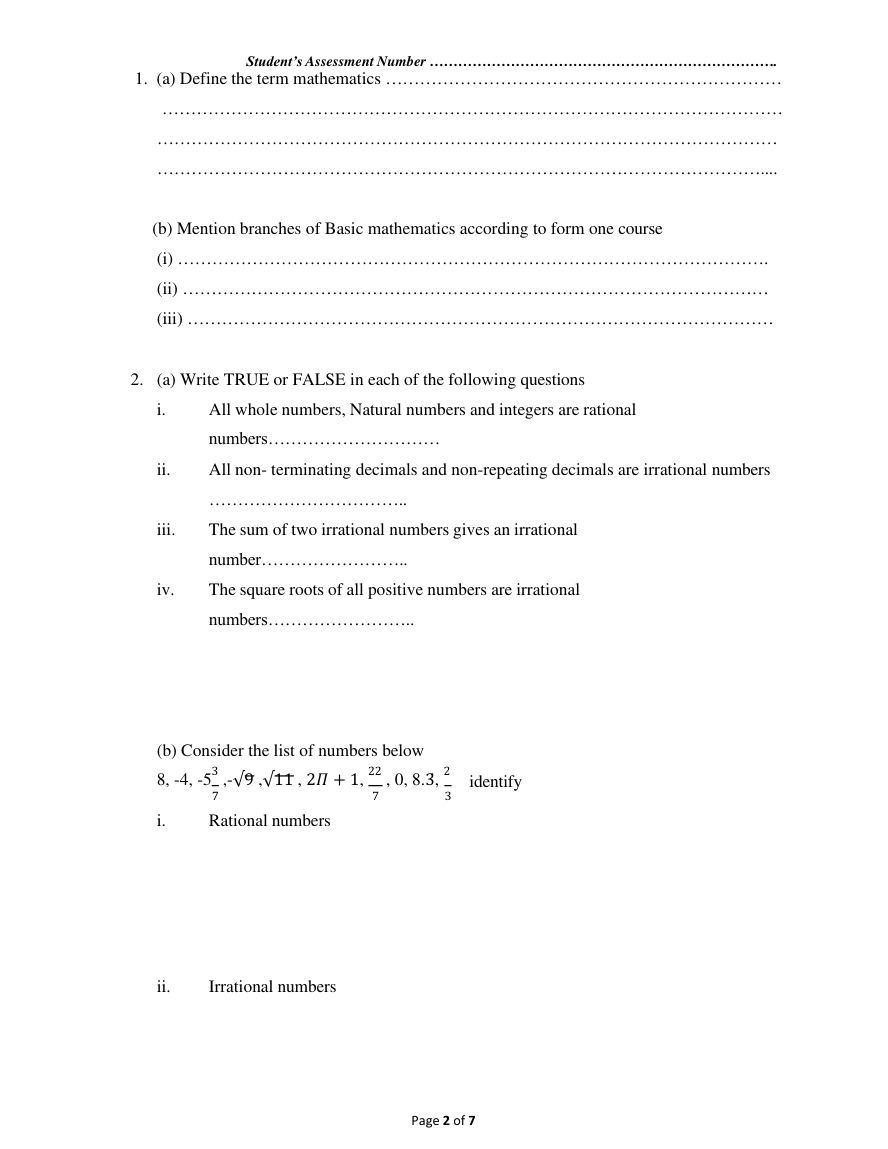 Student’s Assessment Number ……………………………………………………………….
1. (a) Define the term mathematics ……………………………………………………………
………………………………………………………………………………………………
………………………………………………………………………………………………
……………………………………………………………………………………………....
(b) Mention branches of Basic mathematics according to form one course
(i) ………………………………………………………………………………………….
(ii) …………………………………………………………………………………………
(iii) …………………………………………………………………………………………
2. (a) Write TRUE or FALSE in each of the following questions
i. All whole numbers, Natural numbers and integers are rational
numbers…………………………
ii. All non- terminating decimals and non-repeating decimals are irrational numbers
……………………………..
iii. The sum of two irrational numbers gives an irrational
number……………………..
iv. The square roots of all positive numbers are irrational
numbers……………………..
(b) Consider the list of numbers below
8, -4, -5 3/7 ,-√9 ,√11 , 2Π + 1, 22/7 , 0, 8.3, 2/3 identify
i. Rational numbers
ii. Irrational numbers
Page 2 of 7